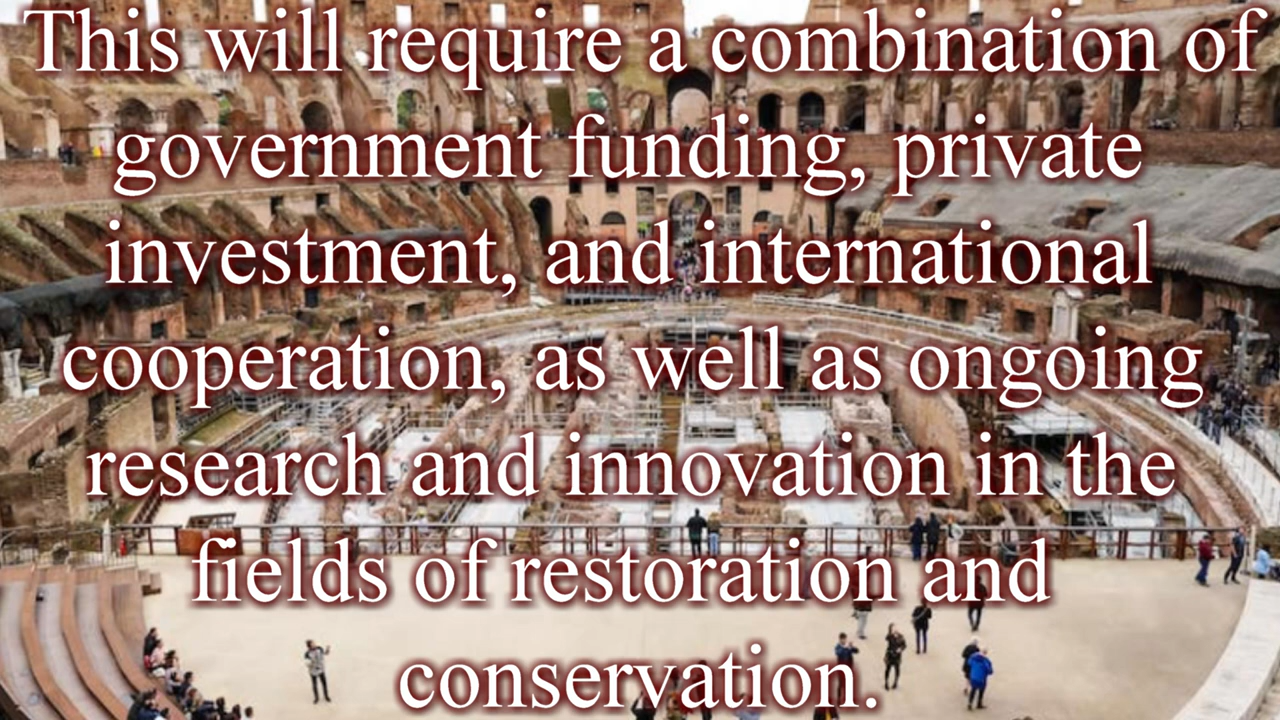 This will require a combination of
government funding, private
investment, and international
cooperation, as well as ongoing
research and innovation in the
fields of restoration and
conservation.